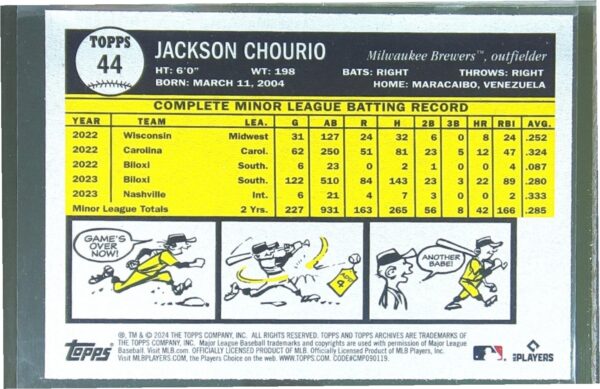 TOPPS
44
JACKSON CHOURIO
Milwaukee Brewers™, outfielder
HT: 6'0" WT: 198 BATS: RIGHT THROWS: RIGHT
BORN: MARCH 11, 2004 HOME: MARACAIBO, VENEZUELA
COMPLETE MINOR LEAGUE BATTING RECORD
YEAR TEAM LEA. G AB R H 2B 3B HR RBI AVG.
2022 Wisconsin Midwest 31 127 24 32 6 0 8 24 .252
2022 Carolina Carol. 62 250 51 81 23 5 12 47 .324
2022 Biloxi South. 6 23 0 2 1 0 0 4 .087
2023 Biloxi South. 122 510 84 143 23 3 22 89 .280
2023 Nashville Int. 6 21 4 7 3 0 0 2 .333
Minor League Totals 2 Yrs. 227 931 163 265 56 8 42 166 .285
GAME'S
OVER
NOW!
AGE
4
ANOTHER
BABE!
®, TM & © 2024 THE TOPPS COMPANY, INC. ALL RIGHTS RESERVED. TOPPS AND TOPPS ARCHIVES ARE TRADEMARKS OF
THE TOPPS COMPANY, INC. Major League Baseball trademarks and copyrights are used with permission of Major League
Baseball. Visit MLB.com. OFFICIALLY LICENSED PRODUCT OF MLB. Officially Licensed Product of MLB Players, Inc. Visit
MLBPLAYERS.com, the Players Choice on the web. WWW.TOPPS.COM. CODE#CMP090119.
Topps
MLB
PLAYERS